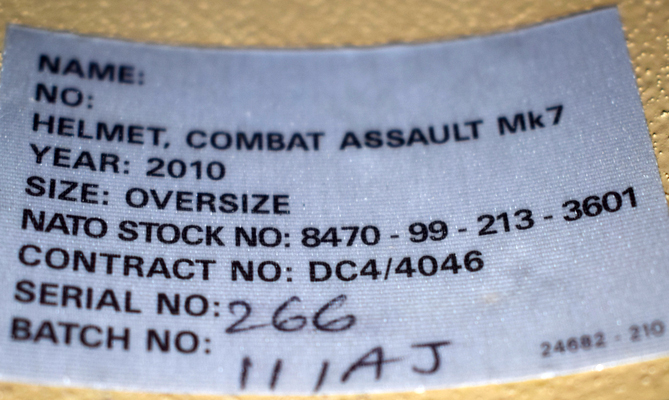 NAME:
NO:
HELMET, COMBAT ASSAULT Mk7
YEAR: 2010
SIZE: OVERSIZE
NATO STOCK NO: 8470-99-213-3601
CONTRACT NO: DC4/4046
SERIAL NO: 266
BATCH NO: 111AJ
24682-210